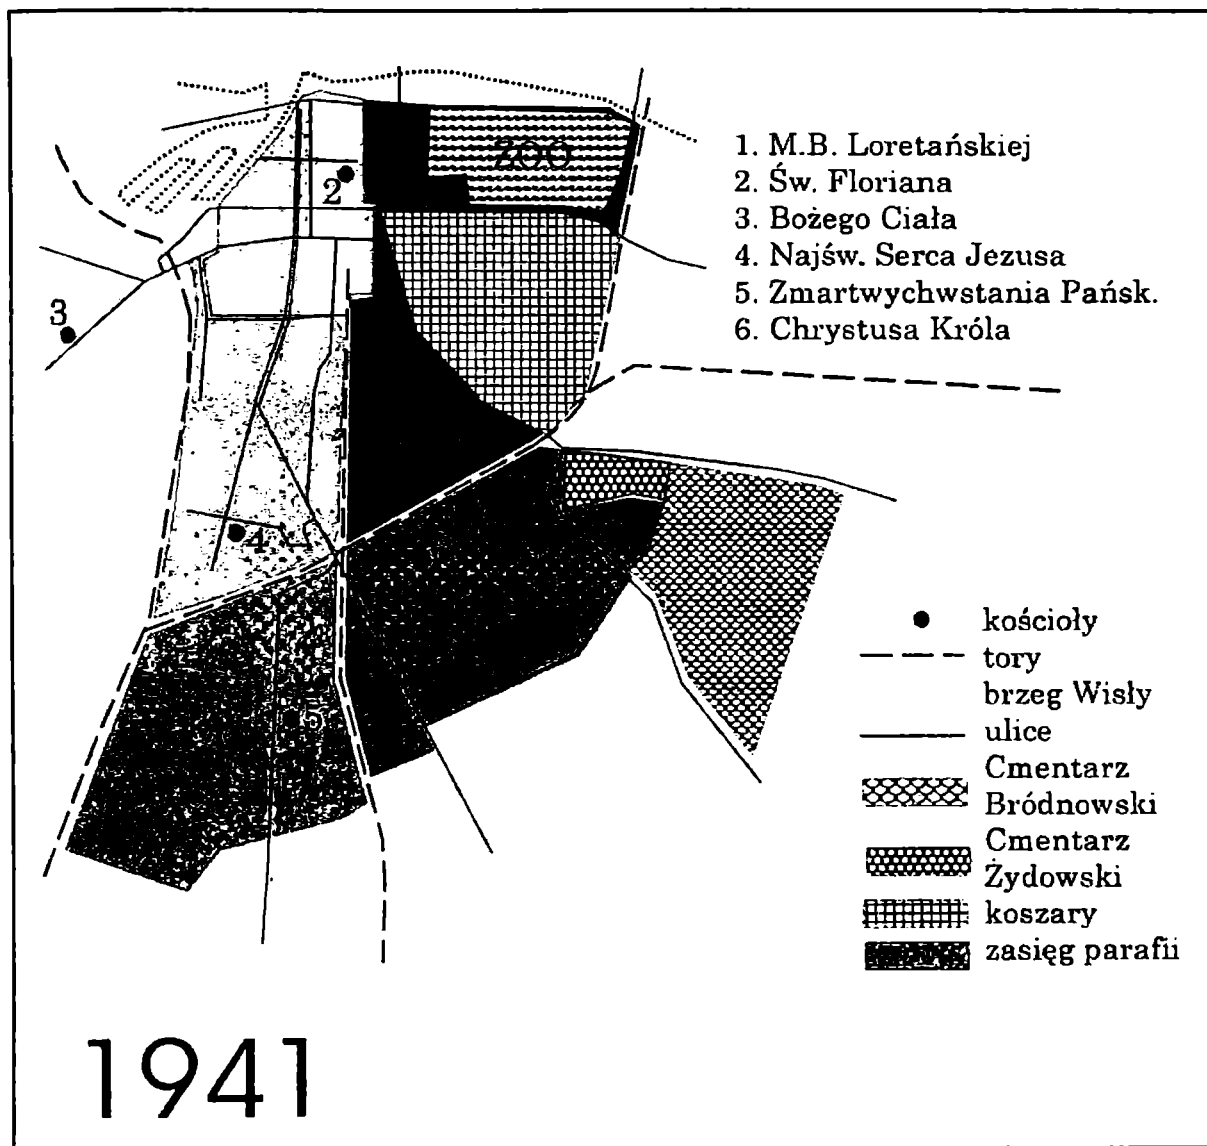 ZOO
1. M.B. Loretańskiej
2. Św. Floriana
3. Bożego Ciała
4. Najśw. Serca Jezusa
5. Zmartwychwstania Pańsk.
6. Chrystusa Króla
2
3
4
5
kościoły
tory
brzeg Wisły
ulice
Cmentarz
Bródnowski
Cmentarz
Żydowski
koszary
zasięg parafii
1941